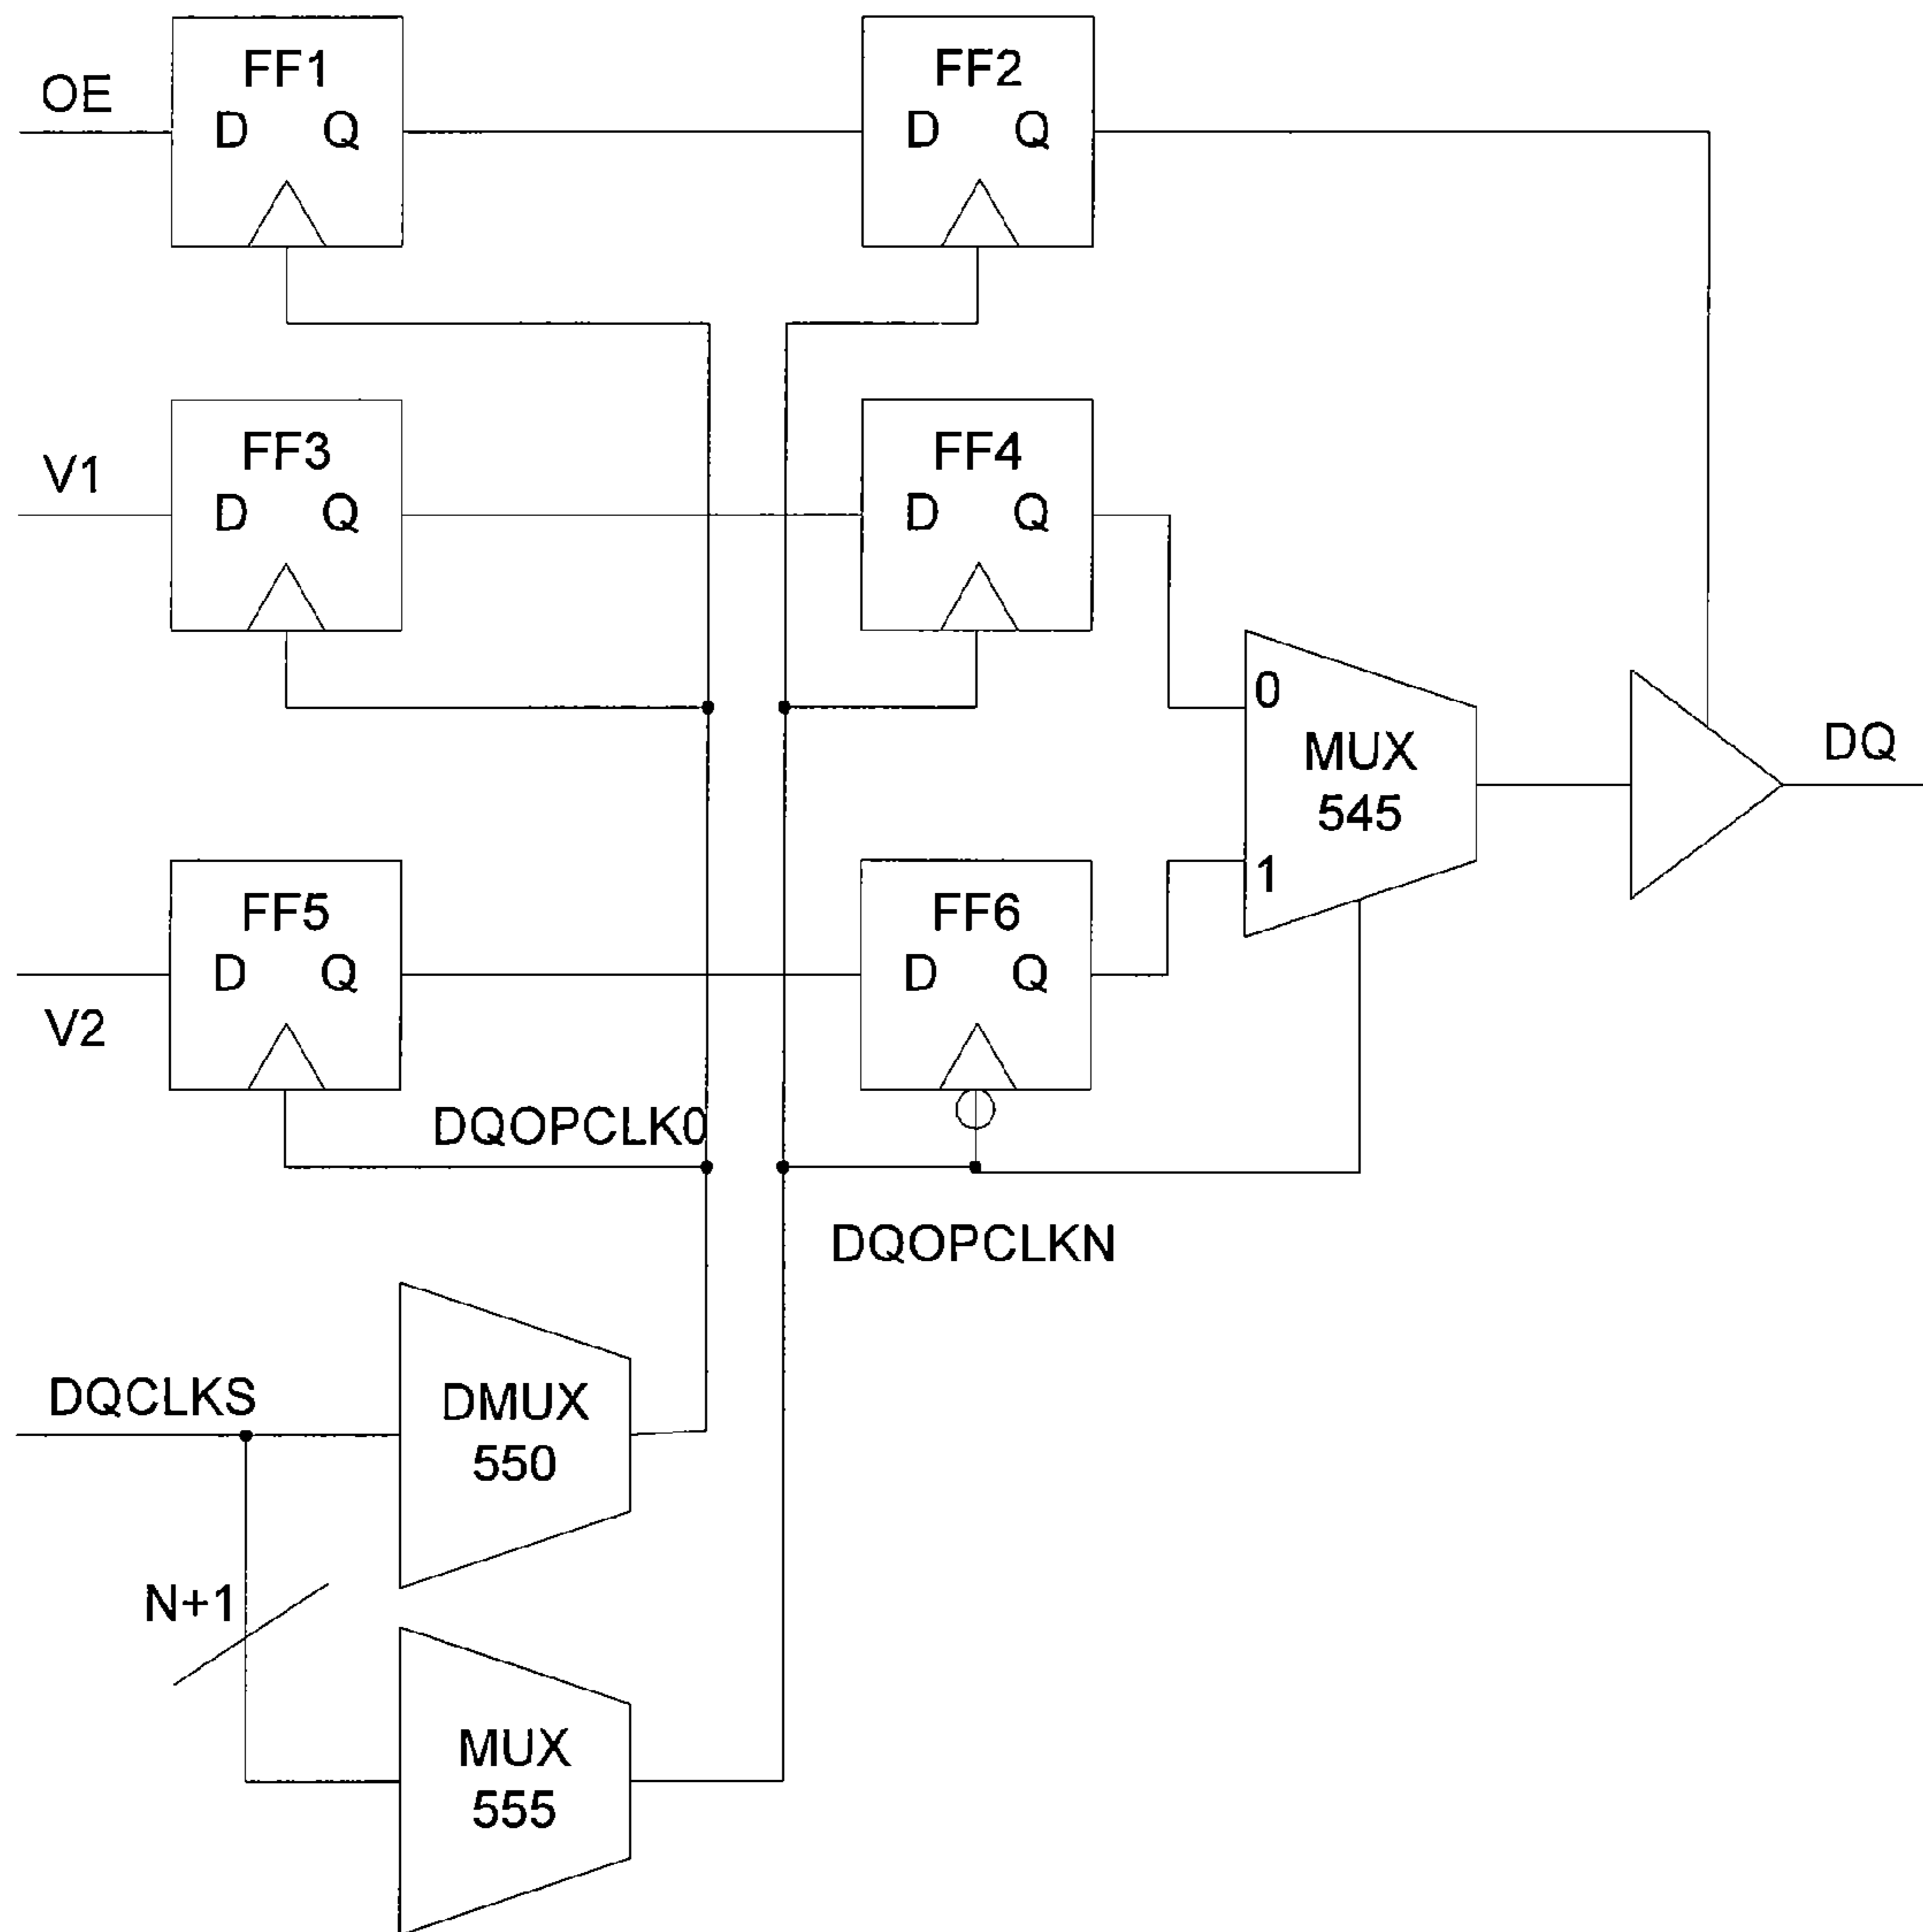 OE
FF1
D Q
FF2
D Q
V1
FF3
D Q
FF4
D Q
0
MUX
545
1
DQ
V2
FF5
D Q
FF6
D Q
DQOPCLK0
DQOPCLKN
DQCLKS
DMUX
550
N+1
MUX
555